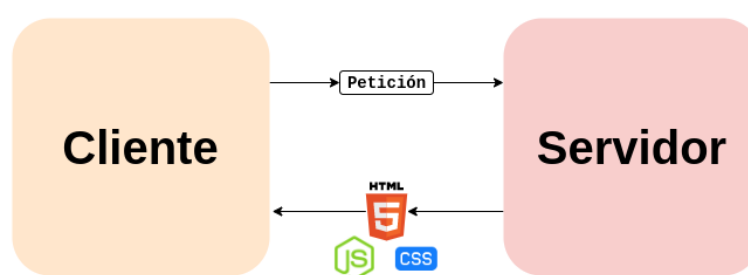 Petición
Cliente
Servidor
HTML
5
JS
CSS